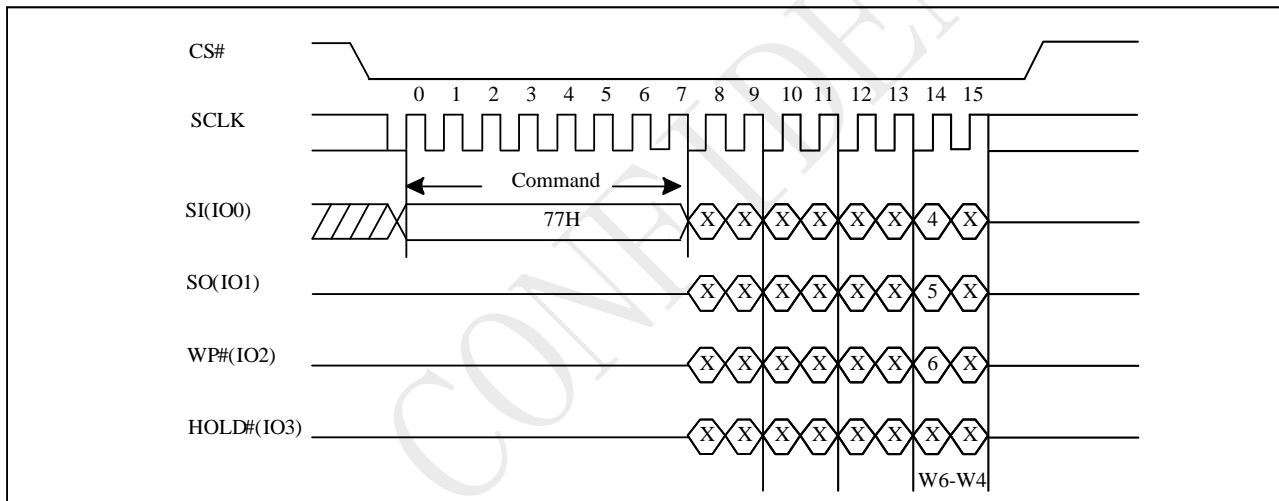 CS#
0 1 2 3 4 5 6 7 8 9 10 11 12 13 14 15
SCLK
Command
SI(IO0) 77H X X X X X X 4 X
SO(IO1) X X X X X X 5 X
WP#(IO2) X X X X X X 6 X
HOLD#(IO3) X X X X X X X X
W6-W4